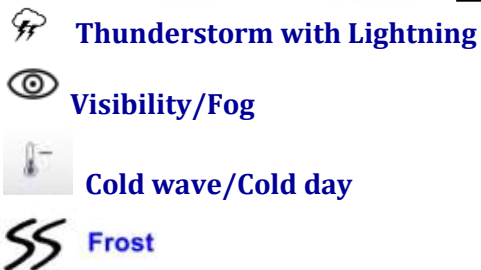 Thunderstorm with Lightning
Visibility/Fog
Cold wave/Cold day
Frost